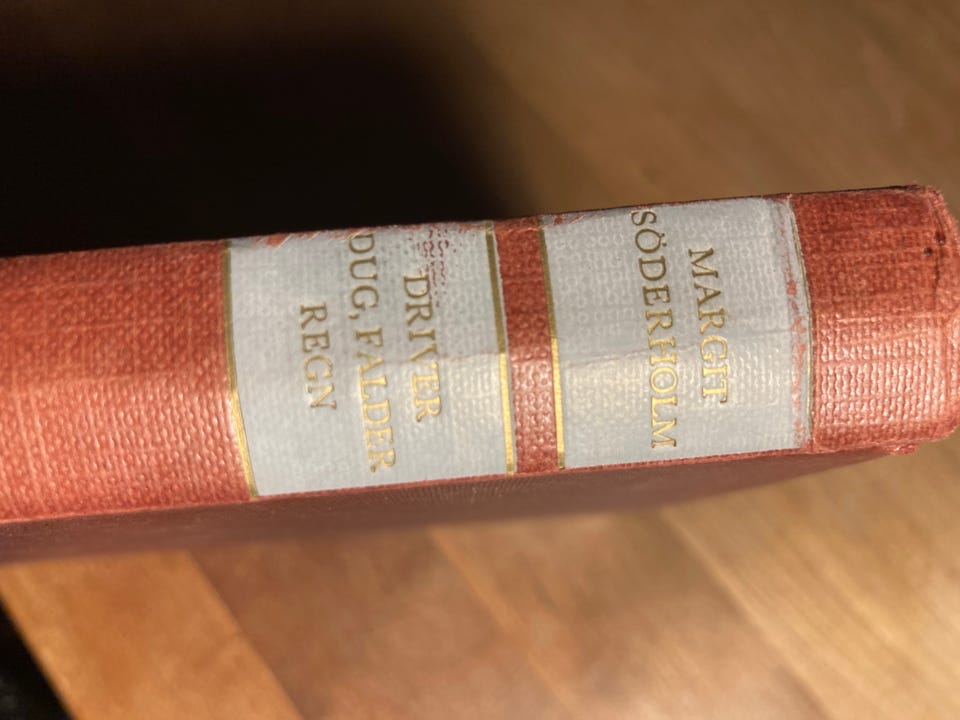 MARGIT
SÖDERHOLM
DRIVER
DUG, FALDER
REGN